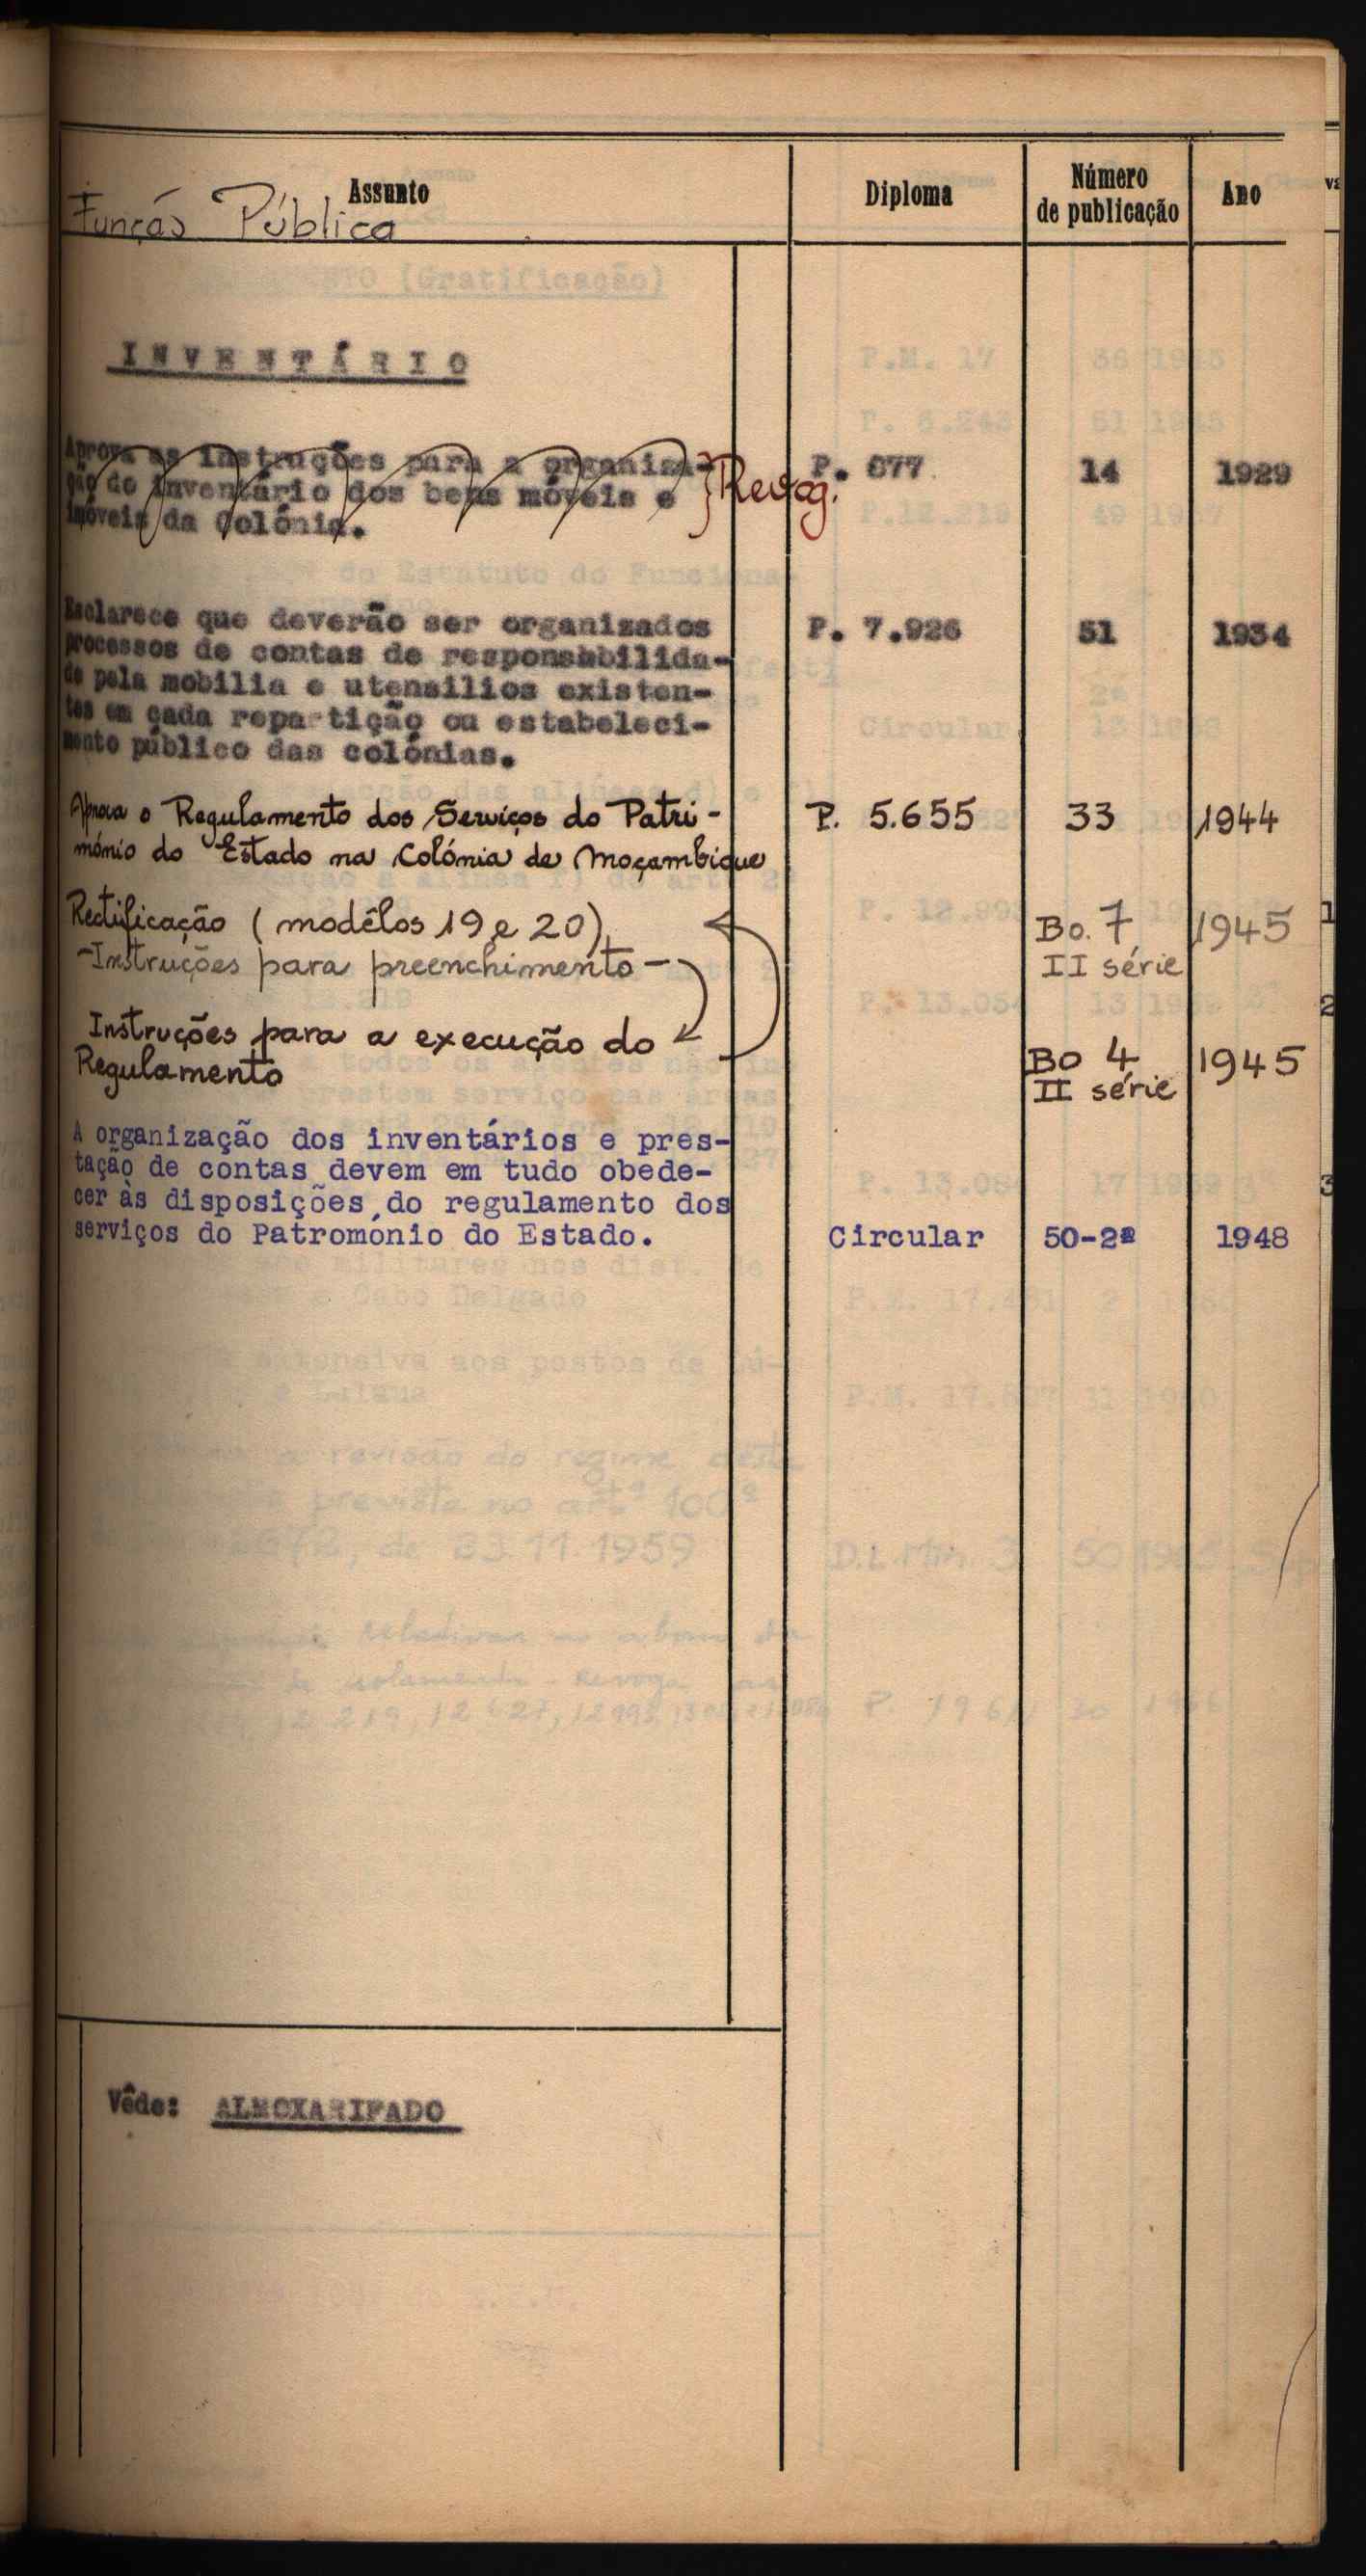 Assunto Diploma Número de publicação Ano
Função Pública
INVENTÁRIO
Aprova as instruções para a organiza- P. 877 14 1929
ção do inventário dos bens móveis e } Revog.
imóveis da Colónia.
Esclarece que deverão ser organizados P. 7.926 51 1934
processos de contas de responsabilida-
de pela mobilia e utensilios existen-
tes em cada repartição ou estabeleci-
mento público das colónias.
Aprova o Regulamento dos Serviços do Patri- P. 5.655 33 1944
mónio do Estado na Colónia de Moçambique
Rectificação (modêlos 19 e 20) Bo. 7 1945
-Instruções para preenchimento- II série
Instruções para a execução do
Regulamento BO 4 1945
II série
A organização dos inventários e pres-
tação de contas devem em tudo obede-
cer às disposições do regulamento dos
serviços do Patromónio do Estado. Circular 50-2ª 1948
Vêde: ALMOXARIFADO